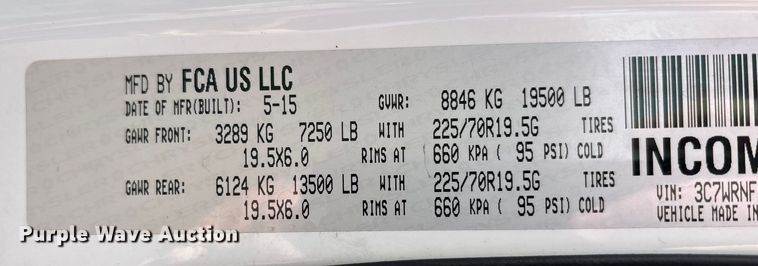 MFD BY FCA US LLC
DATE OF MFR(BUILT): 5-15 GVWR: 8846 KG 19500 LB
GAWR FRONT: 3289 KG 7250 LB WITH 225/70R19.5G TIRES
19.5X6.0 RIMS AT 660 KPA ( 95 PSI) COLD
GAWR REAR: 6124 KG 13500 LB WITH 225/70R19.5G TIRES
19.5X6.0 RIMS AT 660 KPA ( 95 PSI) COLD
INCOM
VIN: 3C7WRNF
VEHICLE MADE IN
Purple Wave Auction